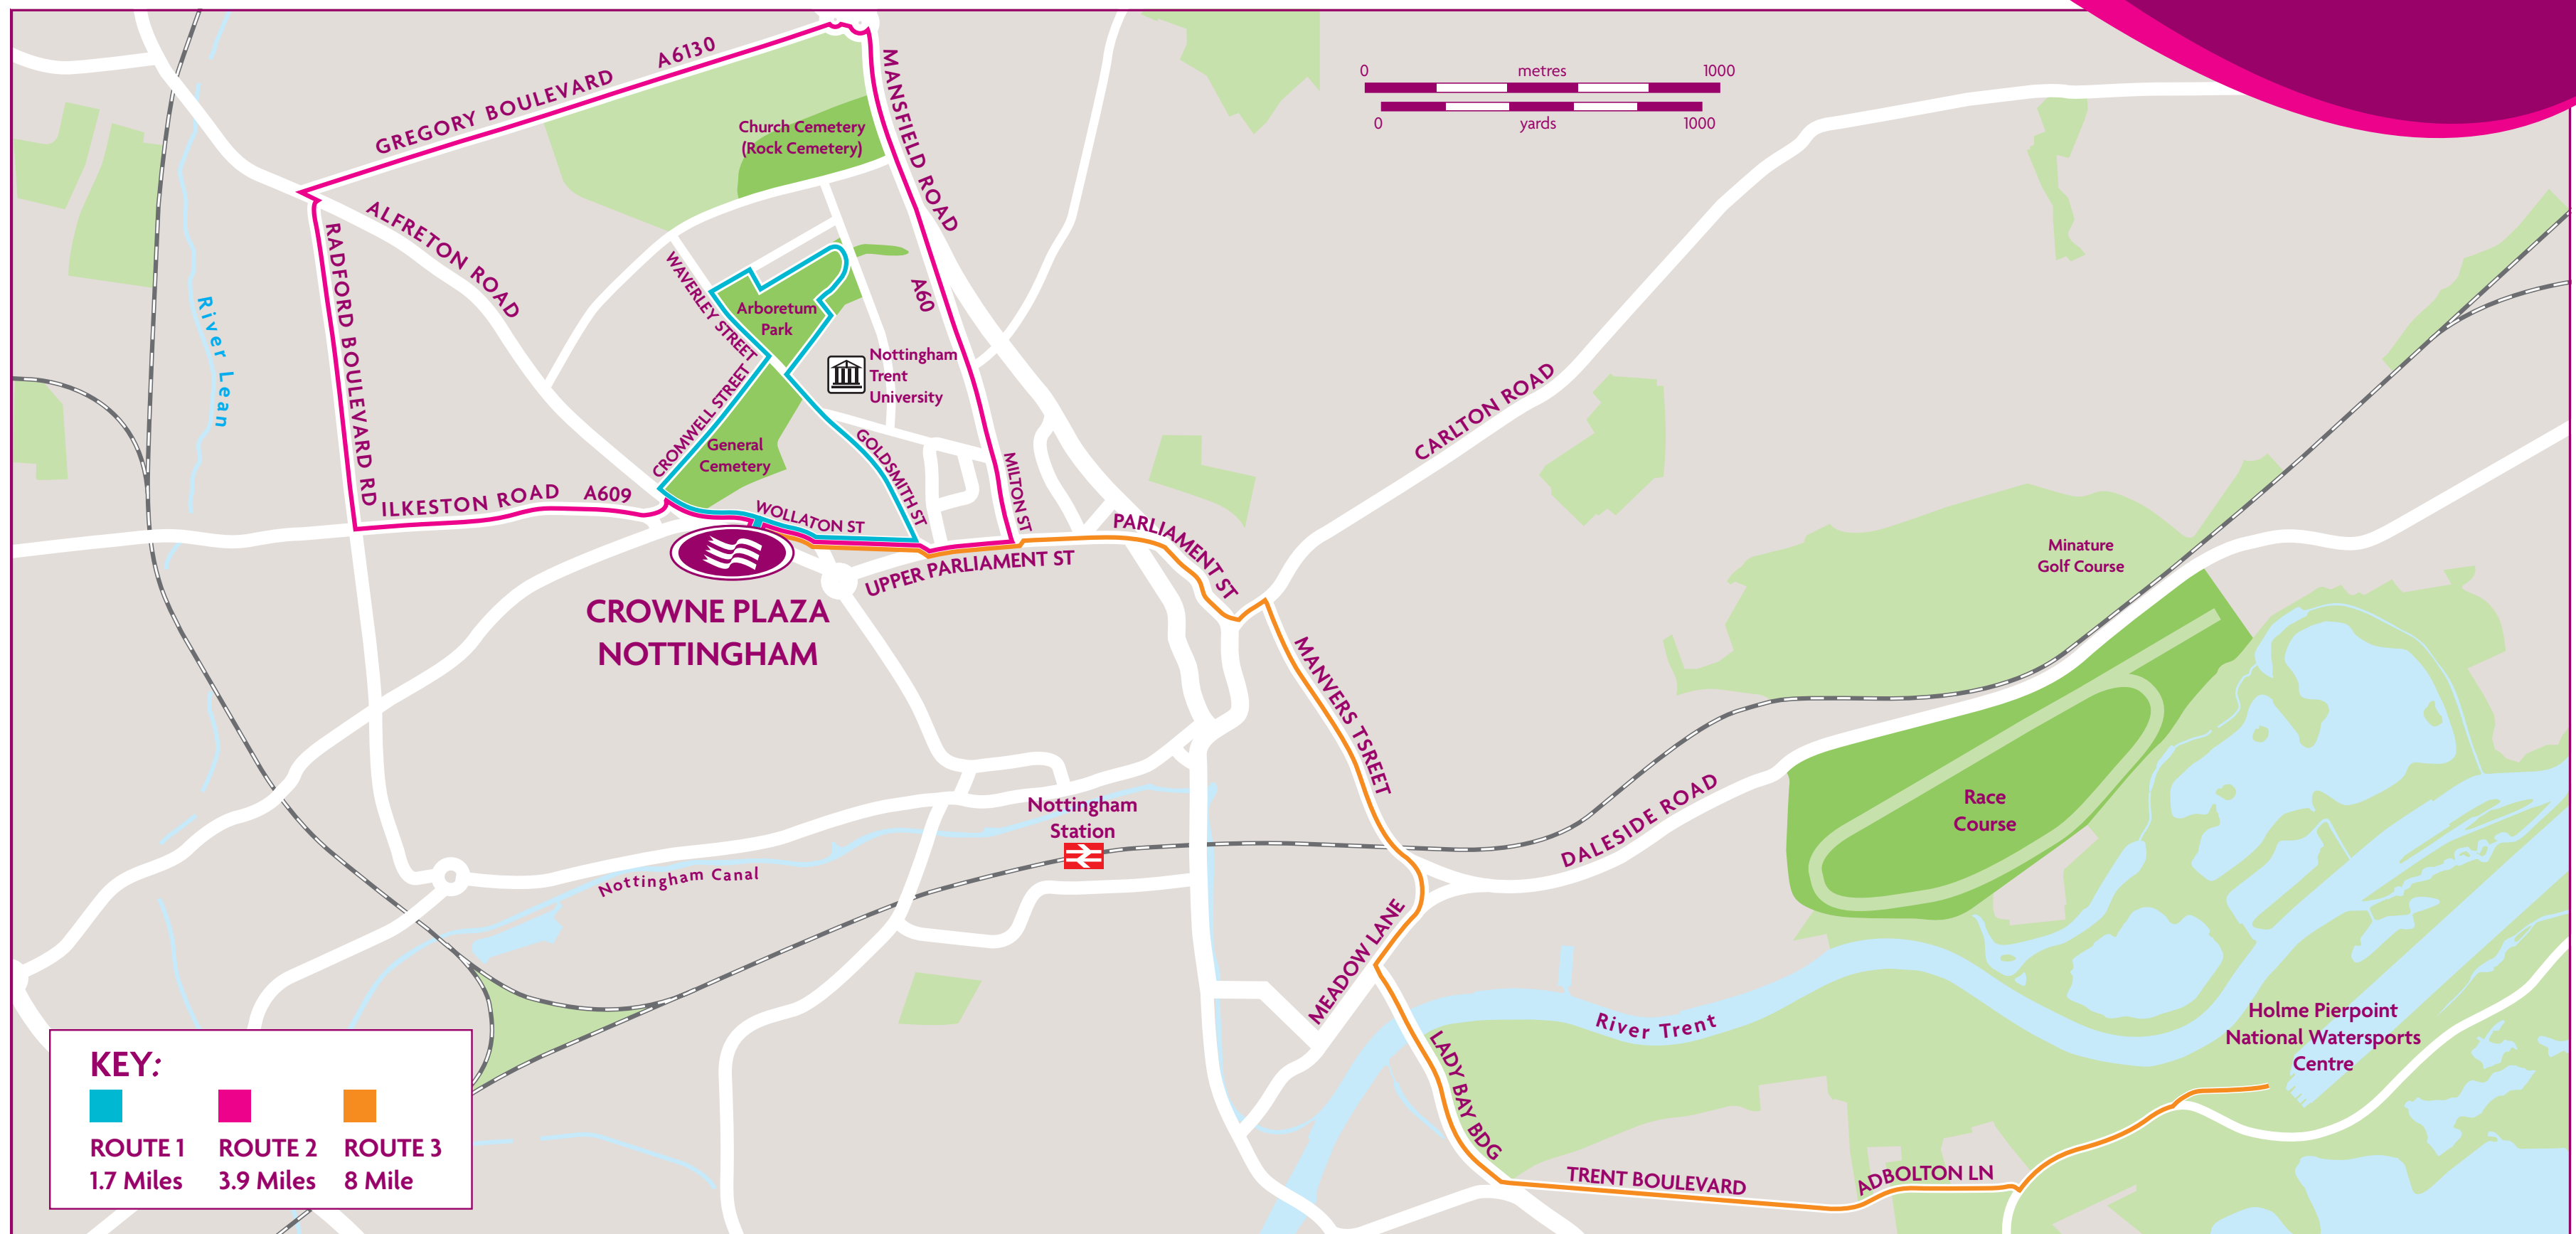 GREGORY BOULEVARD
A6130
MANSFIELD ROAD
0 metres 1000
0 yards 1000
Church Cemetery
(Rock Cemetery)
ALFRETON ROAD
RADFORD BOULEVARD RD
River Lean
WAVERLEY STREET
A60
Arboretum
Park
Nottingham
Trent
University
CROMWELL STREET
General
Cemetery
GOLDSMITH ST
MILTON ST
CARLTON ROAD
ILKESTON ROAD
A609
WOLLATON ST
PARLIAMENT ST
UPPER PARLIAMENT ST
CROWNE PLAZA
NOTTINGHAM
Minature
Golf Course
MANVERS TSREET
Nottingham
Station
Nottingham Canal
DALESIDE ROAD
Race
Course
MEADOW LANE
River Trent
Holme Pierpoint
National Watersports
Centre
LADY BAY BDG
TRENT BOULEVARD
ADBOLTON LN
KEY:
ROUTE 1
1.7 Miles
ROUTE 2
3.9 Miles
ROUTE 3
8 Mile